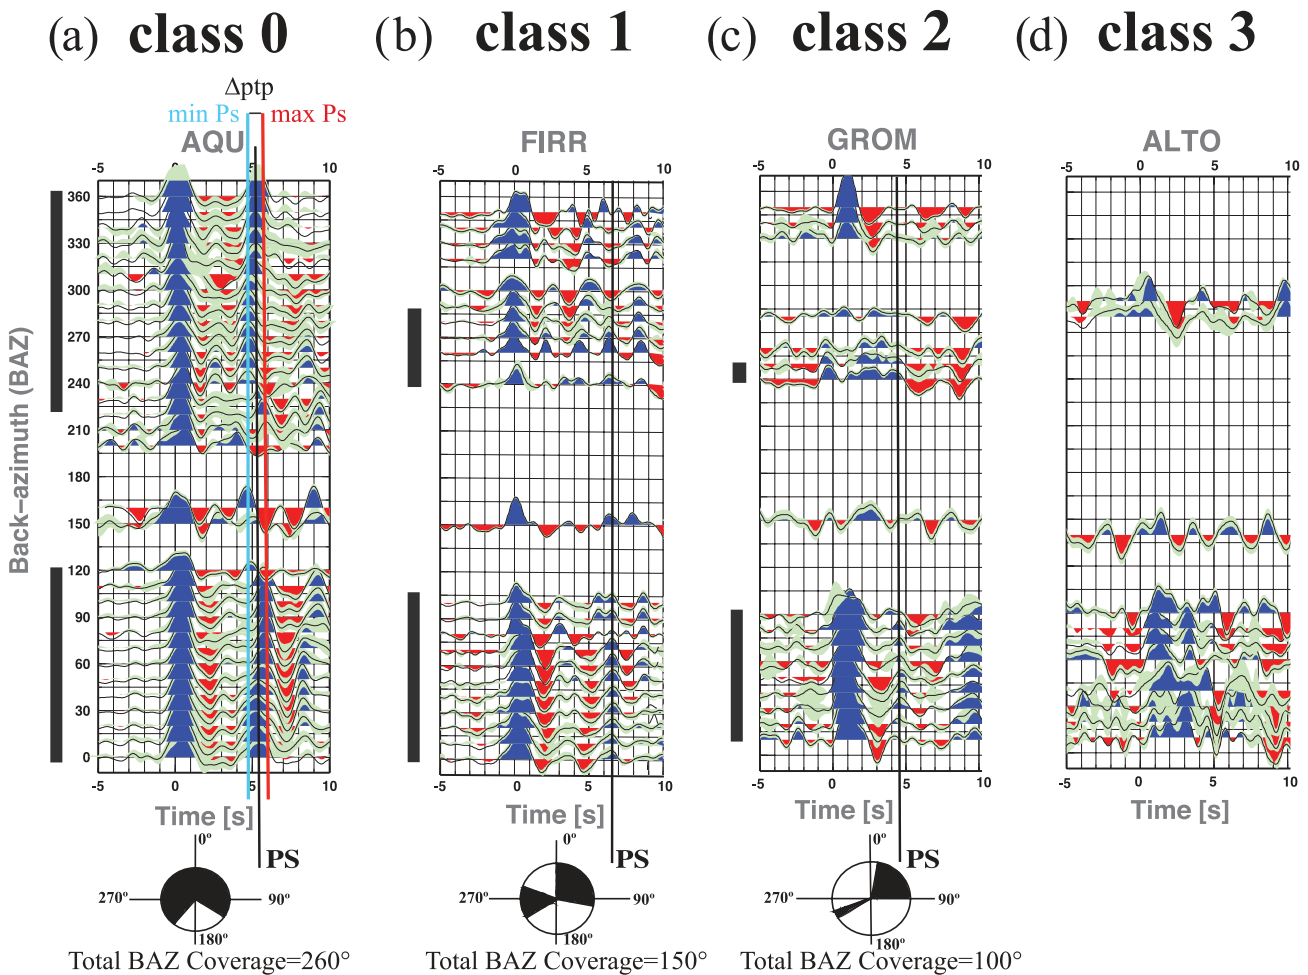 (a) class 0
(b) class 1
(c) class 2
(d) class 3
Δptp
min Ps
max Ps
AQU
FIRR
GROM
ALTO
-5 0 5 10
-5 0 5 10
-5 0 5 10
-5 0 5 10
Back-azimuth (BAZ)
360
330
300
270
240
210
180
150
120
90
60
30
0
-5 0 5 10
-5 0 5 10
-5 0 5 10
-5 0 5 10
Time [s]
Time [s]
Time [s]
Time [s]
PS
PS
PS
0º
270º
90º
180º
0º
270º
90º
180º
0º
270º
90º
180º
Total BAZ Coverage=260°
Total BAZ Coverage=150°
Total BAZ Coverage=100°